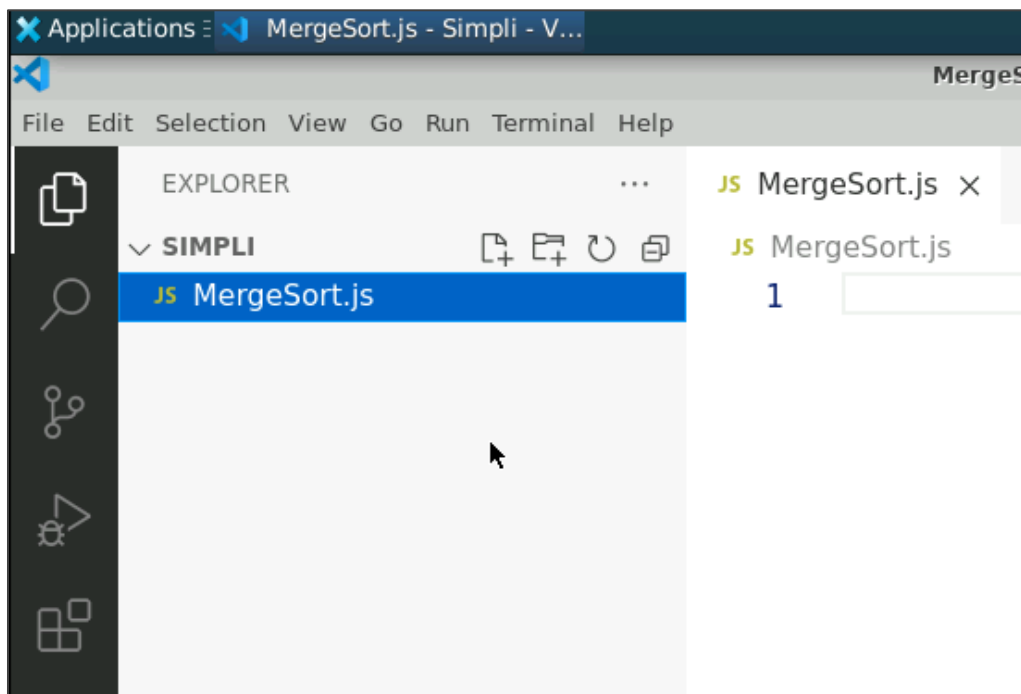 Applications MergeSort.js - Simpli - V...
MergeS
File Edit Selection View Go Run Terminal Help
EXPLORER ...
JS MergeSort.js
SIMPLI
JS MergeSort.js
JS MergeSort.js
1